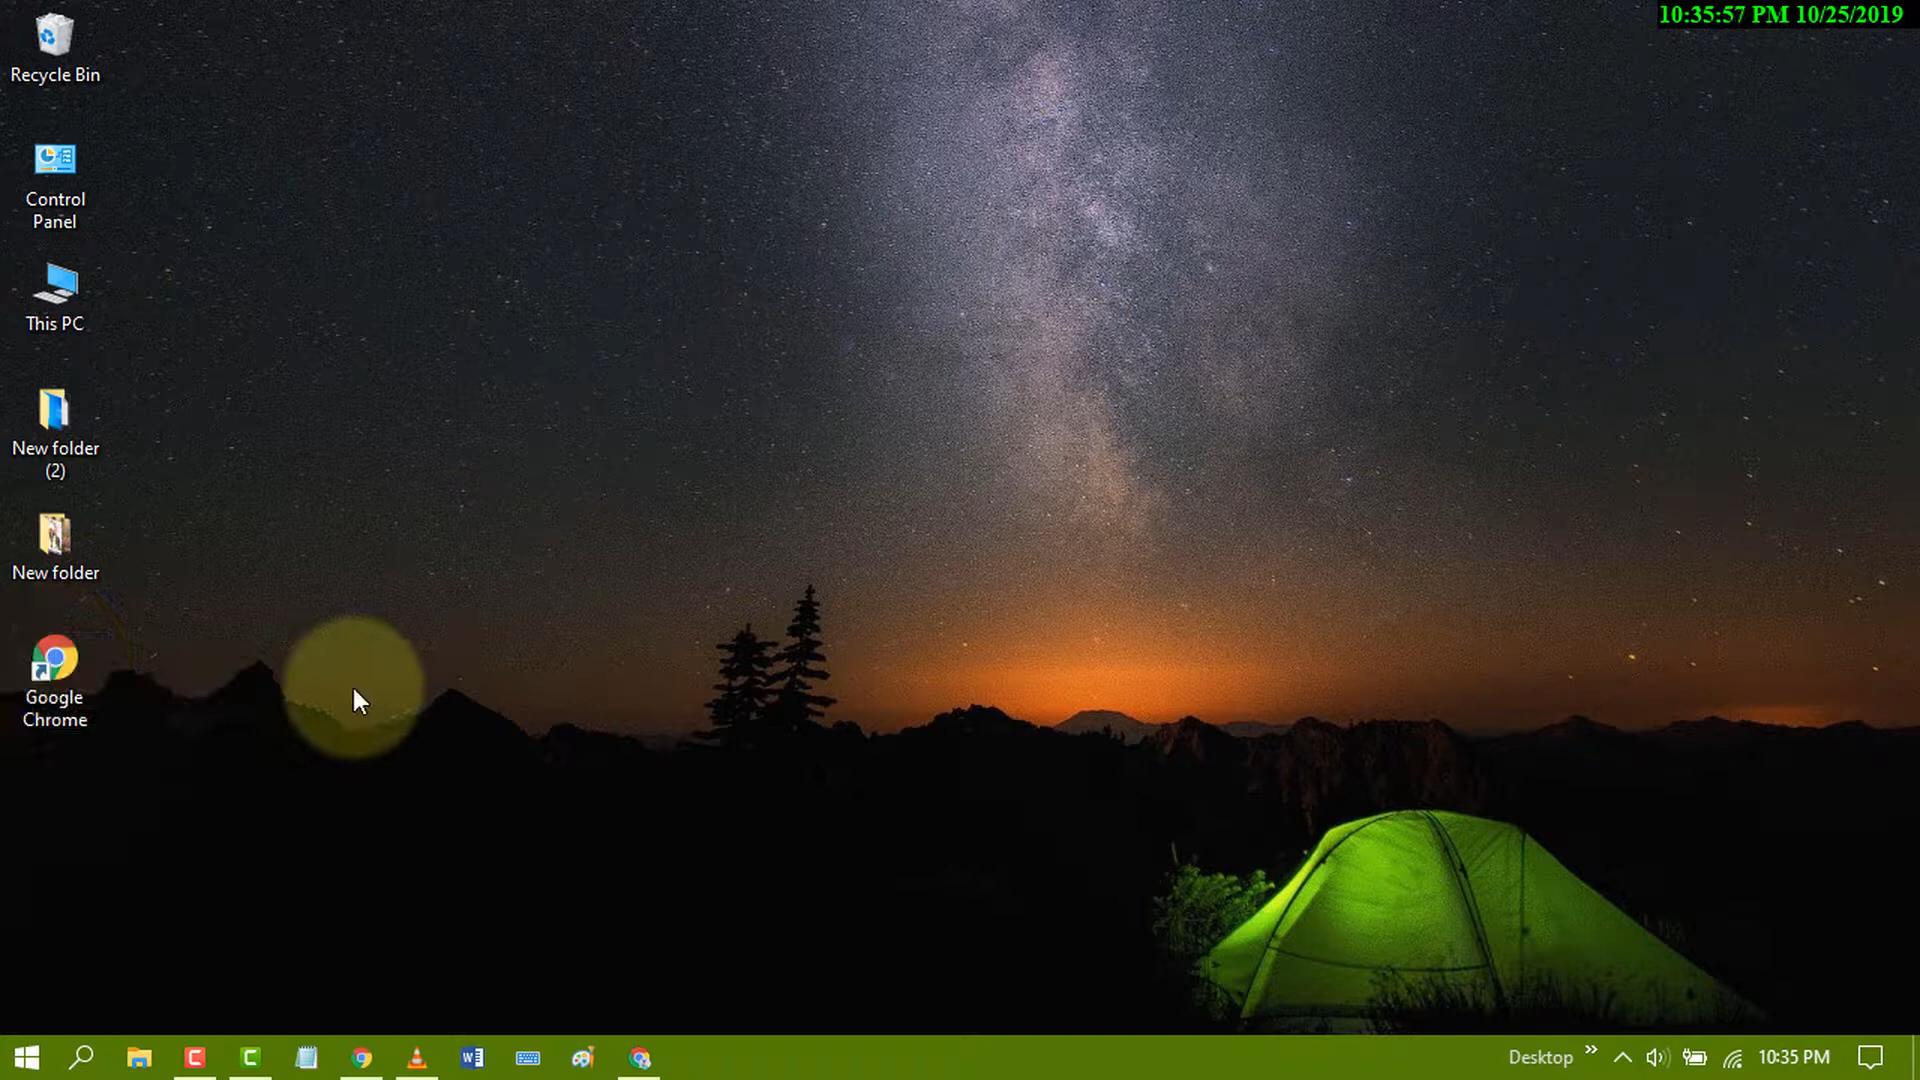 10:35:57 PM 10/25/2019
Recycle Bin
Control
Panel
This PC
New folder
(2)
New folder
Google
Chrome
Desktop
10:35 PM